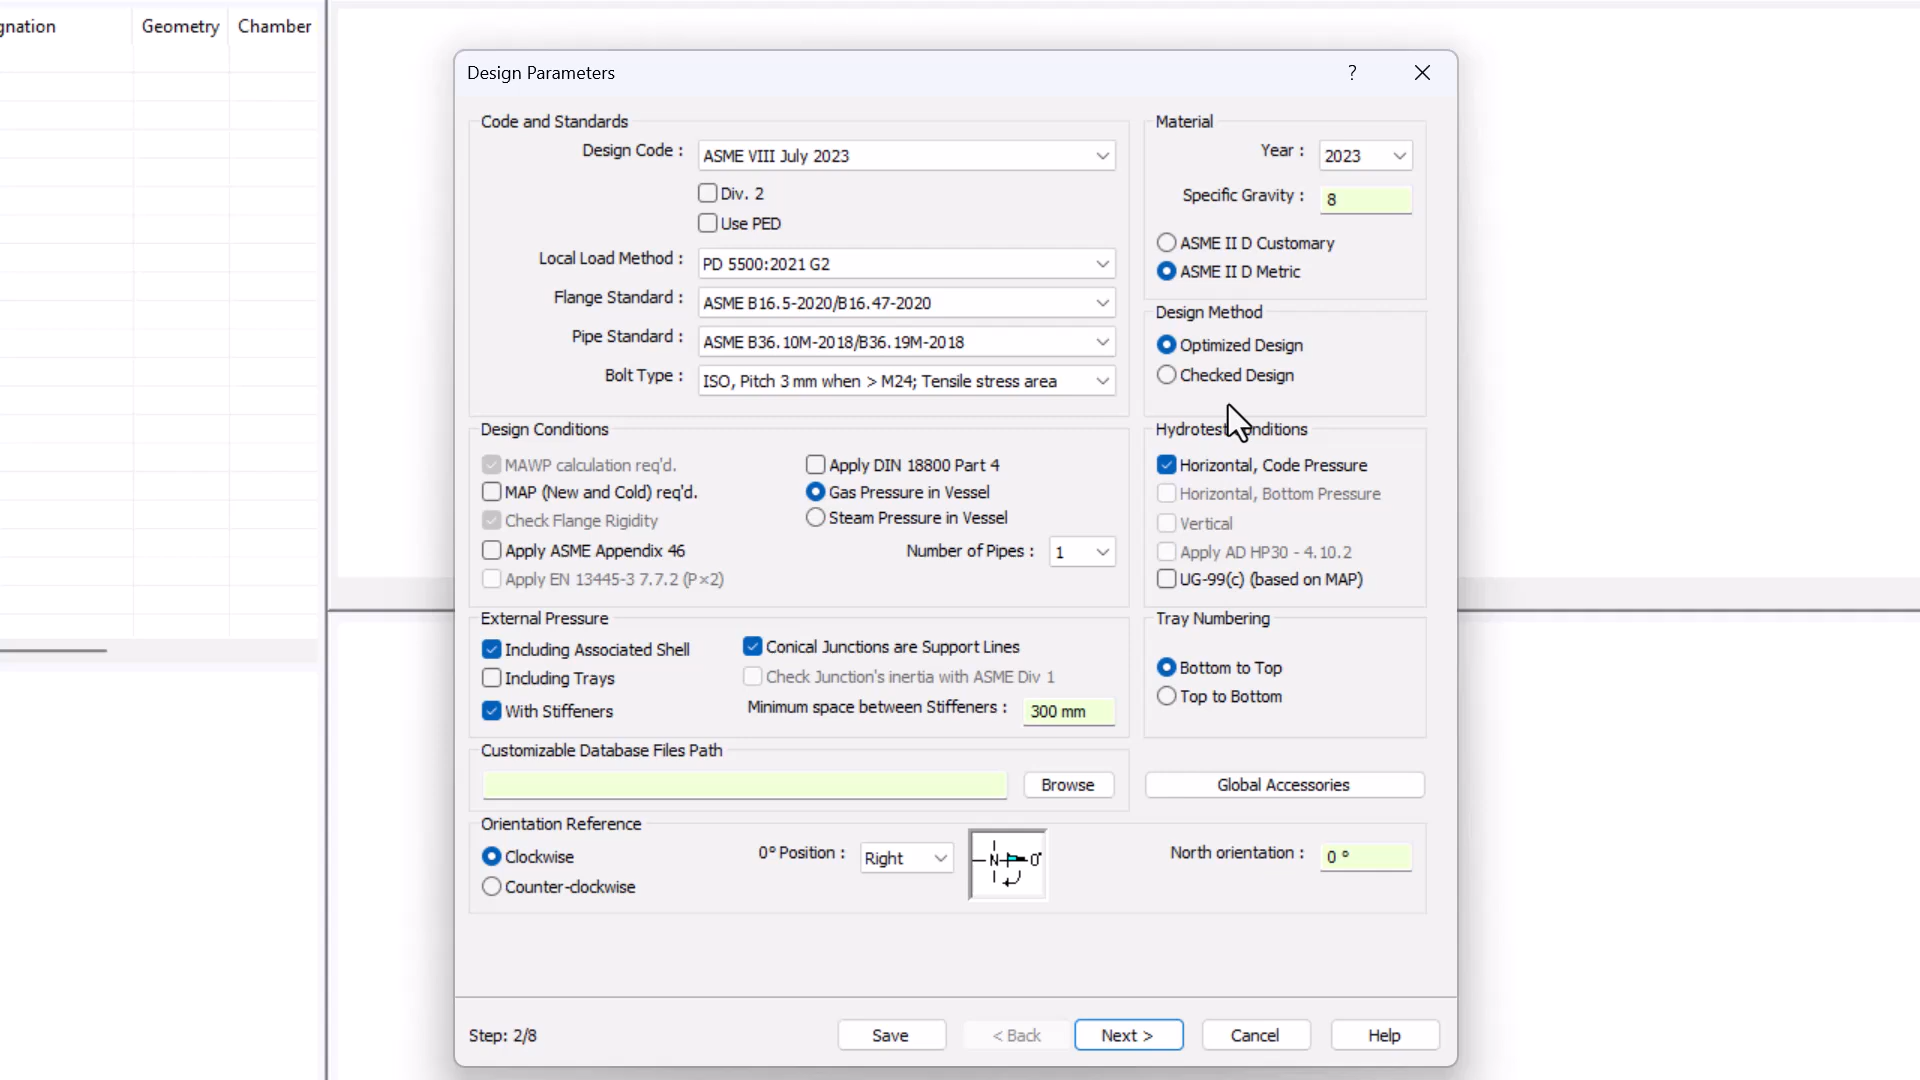 gnation Geometry Chamber
Design Parameters ?
Code and Standards
Design Code : ASME VIII July 2023
Div. 2
Use PED
Local Load Method : PD 5500:2021 G2
Flange Standard : ASME B16.5-2020/B16.47-2020
Pipe Standard : ASME B36.10M-2018/B36.19M-2018
Bolt Type : ISO, Pitch 3 mm when > M24; Tensile stress area
Material
Year : 2023
Specific Gravity : 8
ASME II D Customary
ASME II D Metric
Design Method
Optimized Design
Checked Design
Design Conditions
MAWP calculation req'd.
MAP (New and Cold) req'd.
Check Flange Rigidity
Apply ASME Appendix 46
Apply EN 13445-3 7.7.2 (P×2)
Apply DIN 18800 Part 4
Gas Pressure in Vessel
Steam Pressure in Vessel
Number of Pipes : 1
Hydrotest nditions
Horizontal, Code Pressure
Horizontal, Bottom Pressure
Vertical
Apply AD HP30 - 4.10.2
UG-99(c) (based on MAP)
External Pressure
Including Associated Shell
Including Trays
With Stiffeners
Conical Junctions are Support Lines
Check Junction's inertia with ASME Div 1
Minimum space between Stiffeners : 300 mm
Tray Numbering
Bottom to Top
Top to Bottom
Customizable Database Files Path
Browse
Global Accessories
Orientation Reference
Clockwise
Counter-clockwise
0° Position : Right
N 0°
North orientation : 0 °
Step: 2/8
Save < Back Next > Cancel Help